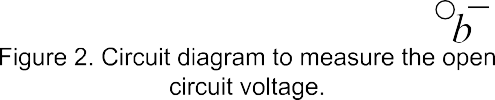 b −
Figure 2. Circuit diagram to measure the open
circuit voltage.